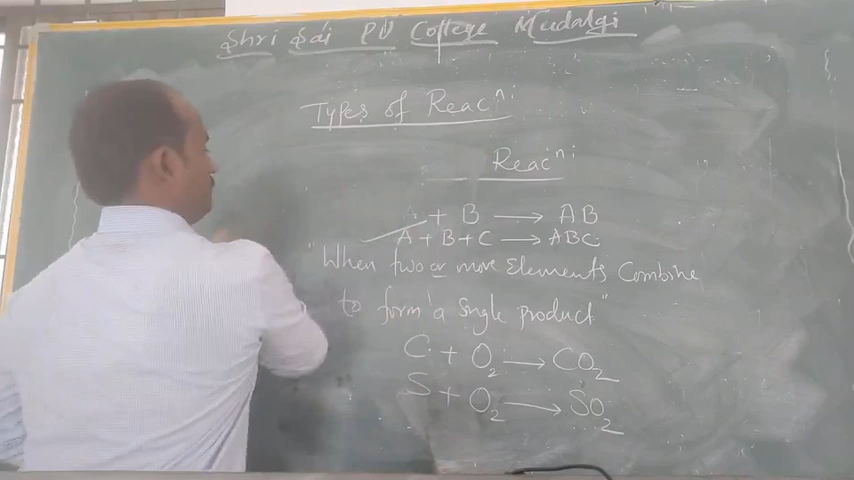 Shri Sai PU College Mudalgi
Types of Reacⁿ:
Reacⁿ:
A + B → AB
A + B + C → ABC
"When two or more Elements Combine
to form a single product"
C + O₂ → CO₂
S + O₂ → SO₂